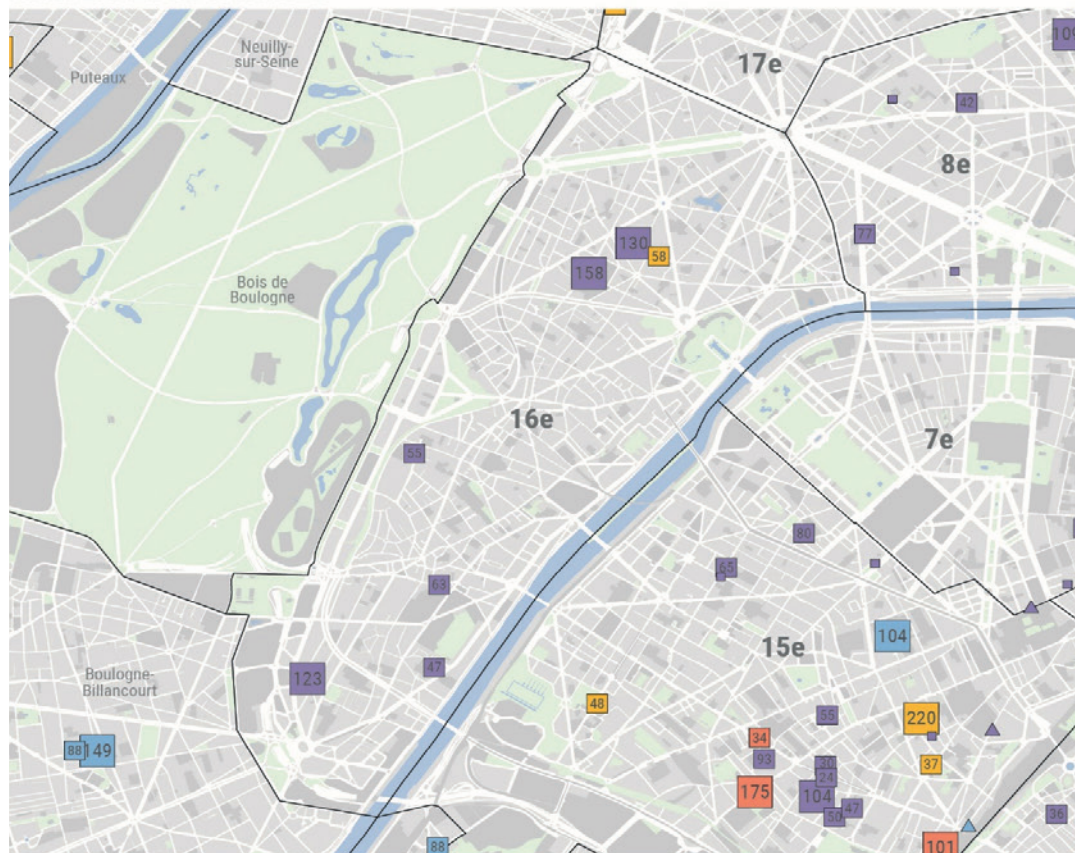 Neuilly-
sur-Seine
Puteaux
17e
109
42
8e
77
130
58
158
Bois de
Boulogne
16e
7e
55
80
65
63
104
15e
47
123
Boulogne-
Billancourt
48
55
220
34
88
149
93
30
37
24
175
104
47
50
36
88
101